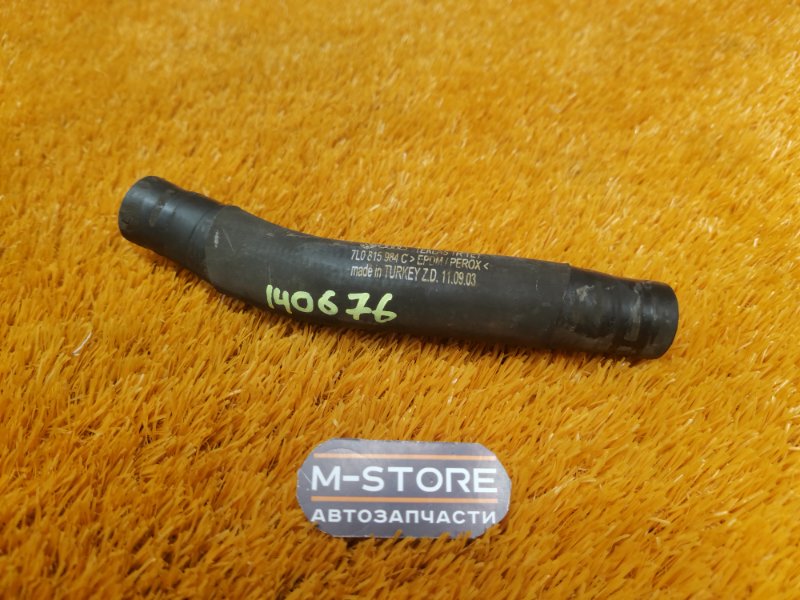 7L0 815 984 C > EPDM / PEROX <
made in TURKEY Z.D. 11.09.03
140676
M-STORE
АВТОЗАПЧАСТИ